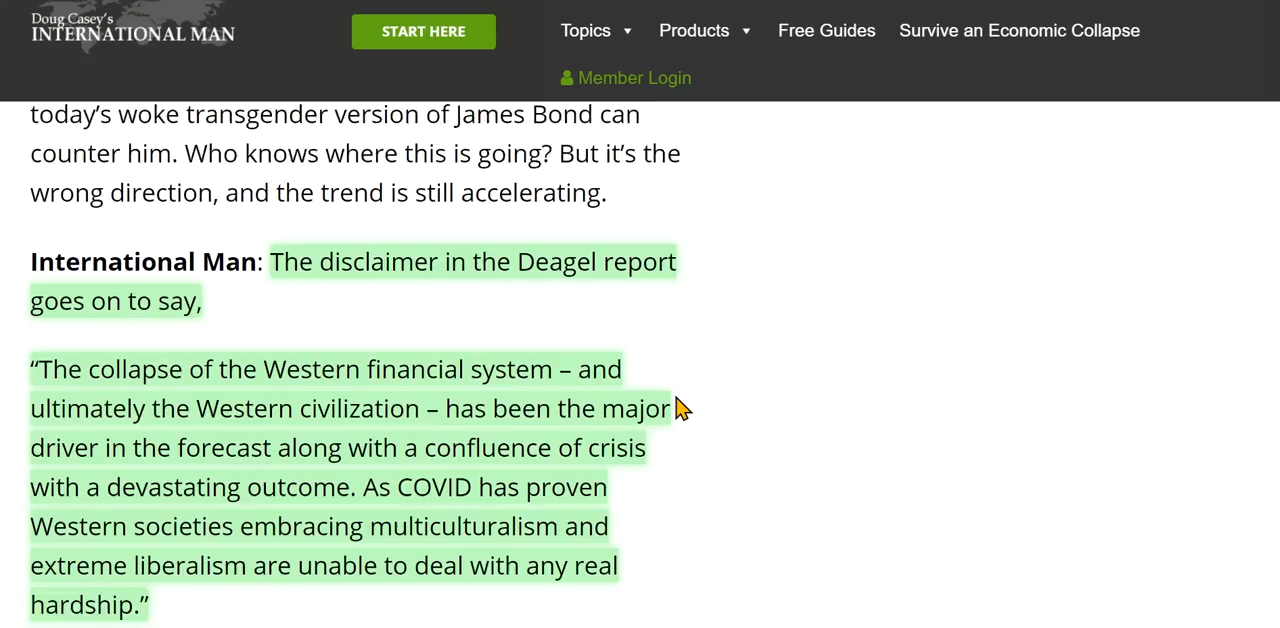 Doug Casey's
INTERNATIONAL MAN
START HERE
Topics
Products
Free Guides
Survive an Economic Collapse
Member Login
today’s woke transgender version of James Bond can
counter him. Who knows where this is going? But it’s the
wrong direction, and the trend is still accelerating.
International Man: The disclaimer in the Deagel report
goes on to say,
“The collapse of the Western financial system – and
ultimately the Western civilization – has been the major
driver in the forecast along with a confluence of crisis
with a devastating outcome. As COVID has proven
Western societies embracing multiculturalism and
extreme liberalism are unable to deal with any real
hardship.”